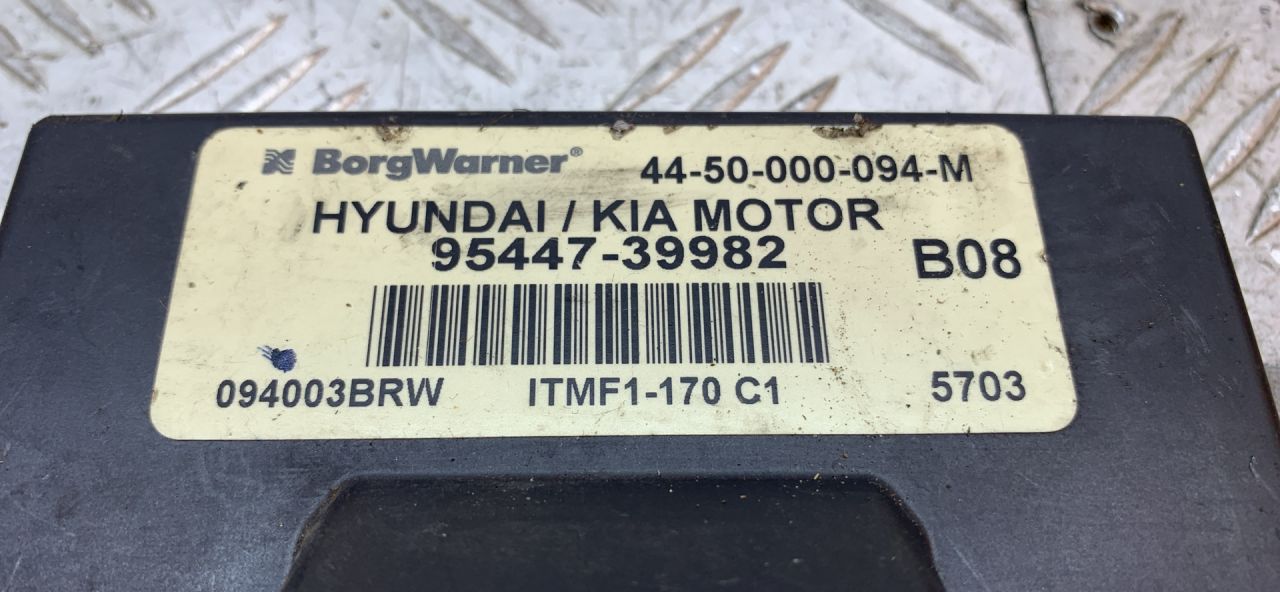 BorgWarner® 44-50-000-094-M
HYUNDAI / KIA MOTOR
95447-39982 B08
094003BRW ITMF1-170 C1 5703